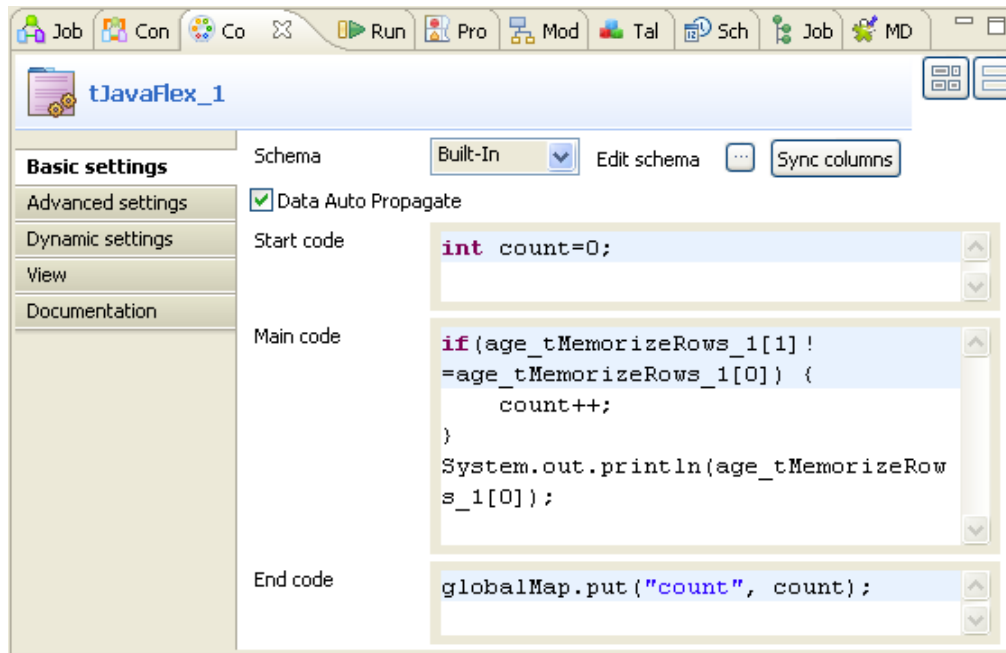 Job Con Co Run Pro Mod Tal Sch Job MD
tJavaFlex_1
Basic settings
Advanced settings
Dynamic settings
View
Documentation
Schema Built-In Edit schema ... Sync columns
Data Auto Propagate
Start code
int count=0;
Main code
if(age_tMemorizeRows_1[1]!
=age_tMemorizeRows_1[0]) {
count++;
}
System.out.println(age_tMemorizeRow
s_1[0]);
End code
globalMap.put("count", count);